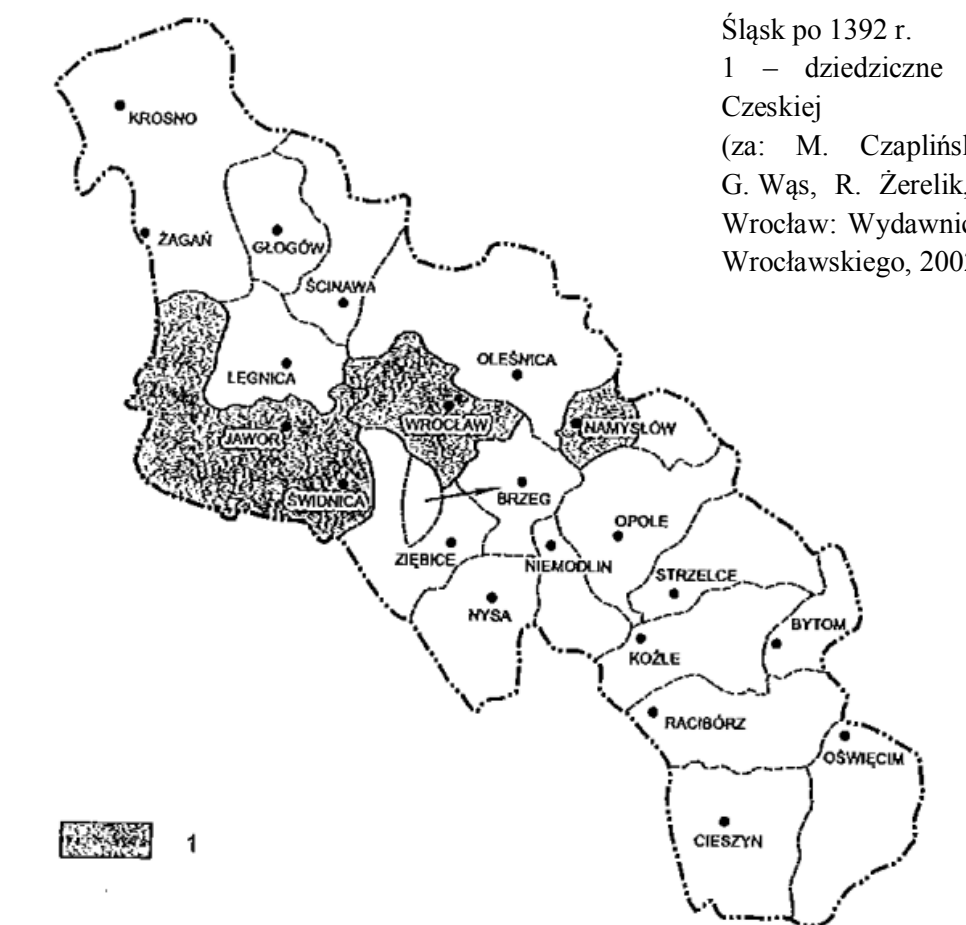 Śląsk po 1392 r.
1 – dziedziczne
Czeskiej
(za: M. Czaplińsk
G. Wąs, R. Żerelik,
Wrocław: Wydawnic
Wrocławskiego, 200
KROSNO
ŻAGAŃ
GŁOGÓW
ŚCINAWA
LEGNICA
OLEŚNICA
WROCŁAW
NAMYSŁÓW
JAWOR
ŚWIDNICA
BRZEG
OPOLE
ZIĘBICE
NIEMODLIN
STRZELCE
NYSA
BYTOM
KOŹLE
RACIBÓRZ
OŚWIĘCIM
CIESZYN
1